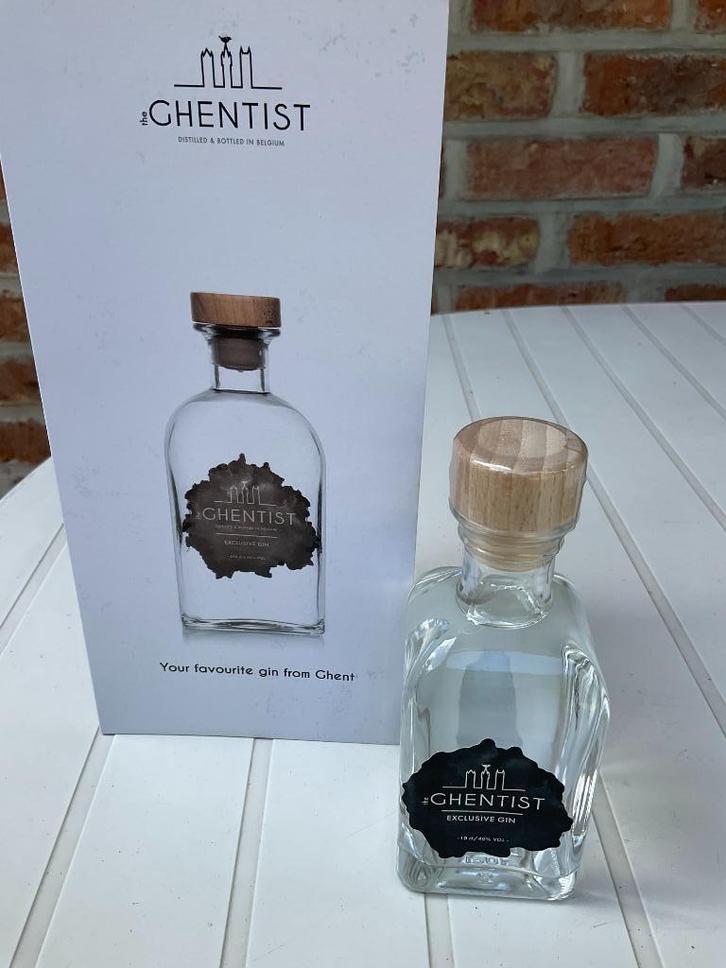 the GHENTIST
DISTILLED & BOTTLED IN BELGIUM
the GHENTIST
EXCLUSIVE GIN
Your favourite gin from Ghent
the GHENTIST
EXCLUSIVE GIN
- 10 cl/40% VOL -